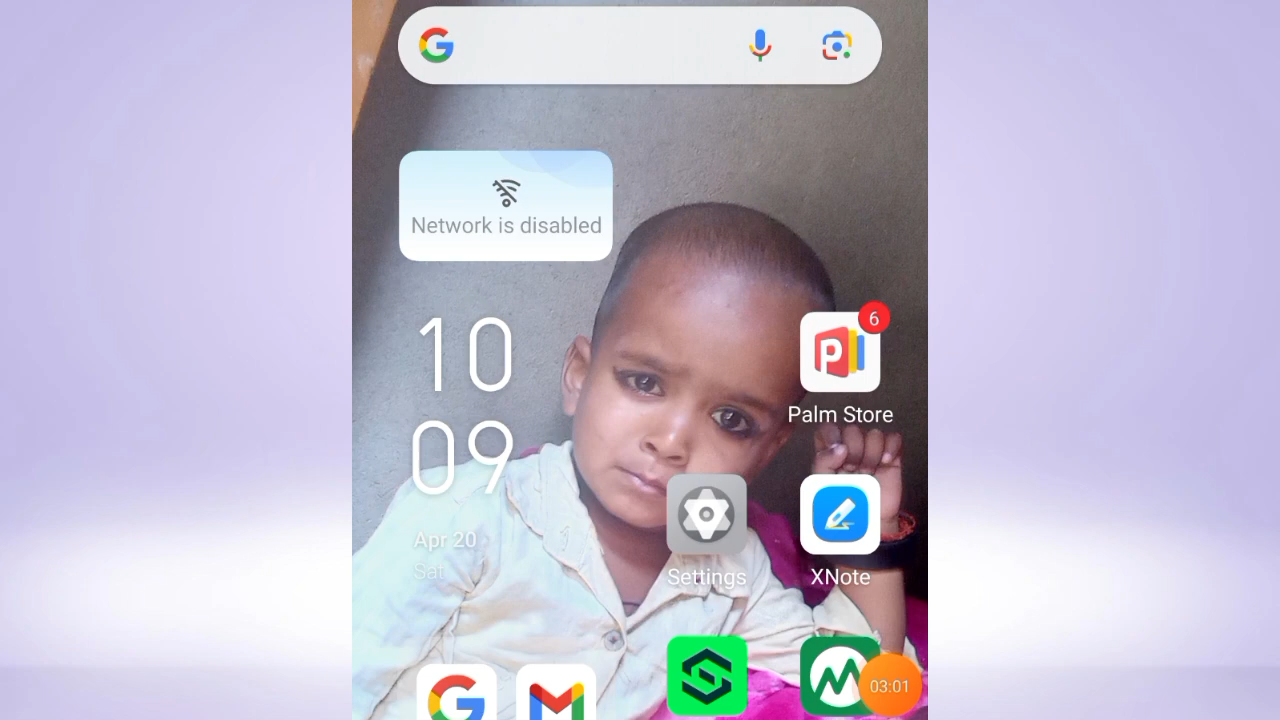 Network is disabled
10
09
Apr 20
Sat
6
Palm Store
Settings
XNote
03:01